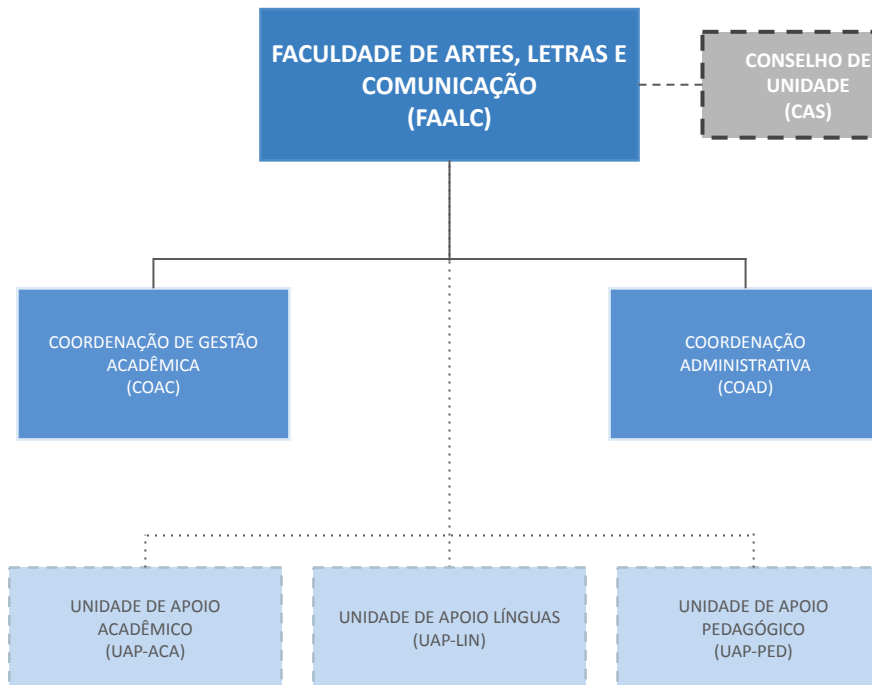 FACULDADE DE ARTES, LETRAS E
COMUNICAÇÃO
(FAALC)
CONSELHO DE
UNIDADE
(CAS)
COORDENAÇÃO DE GESTÃO
ACADÊMICA
(COAC)
COORDENAÇÃO
ADMINISTRATIVA
(COAD)
UNIDADE DE APOIO
ACADÊMICO
(UAP-ACA)
UNIDADE DE APOIO LÍNGUAS
(UAP-LIN)
UNIDADE DE APOIO
PEDAGÓGICO
(UAP-PED)